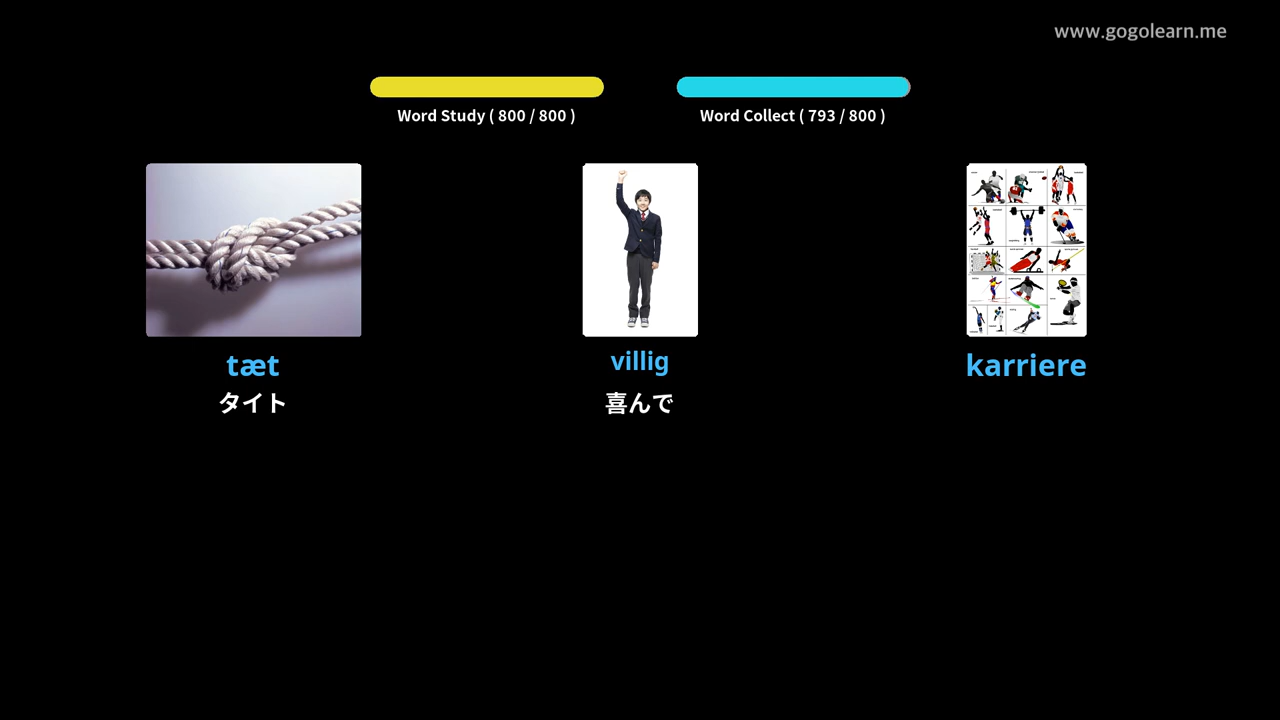 www.gogolearn.me
Word Study ( 800 / 800 )
Word Collect ( 793 / 800 )
tæt
villig
karriere
タイト
喜んで